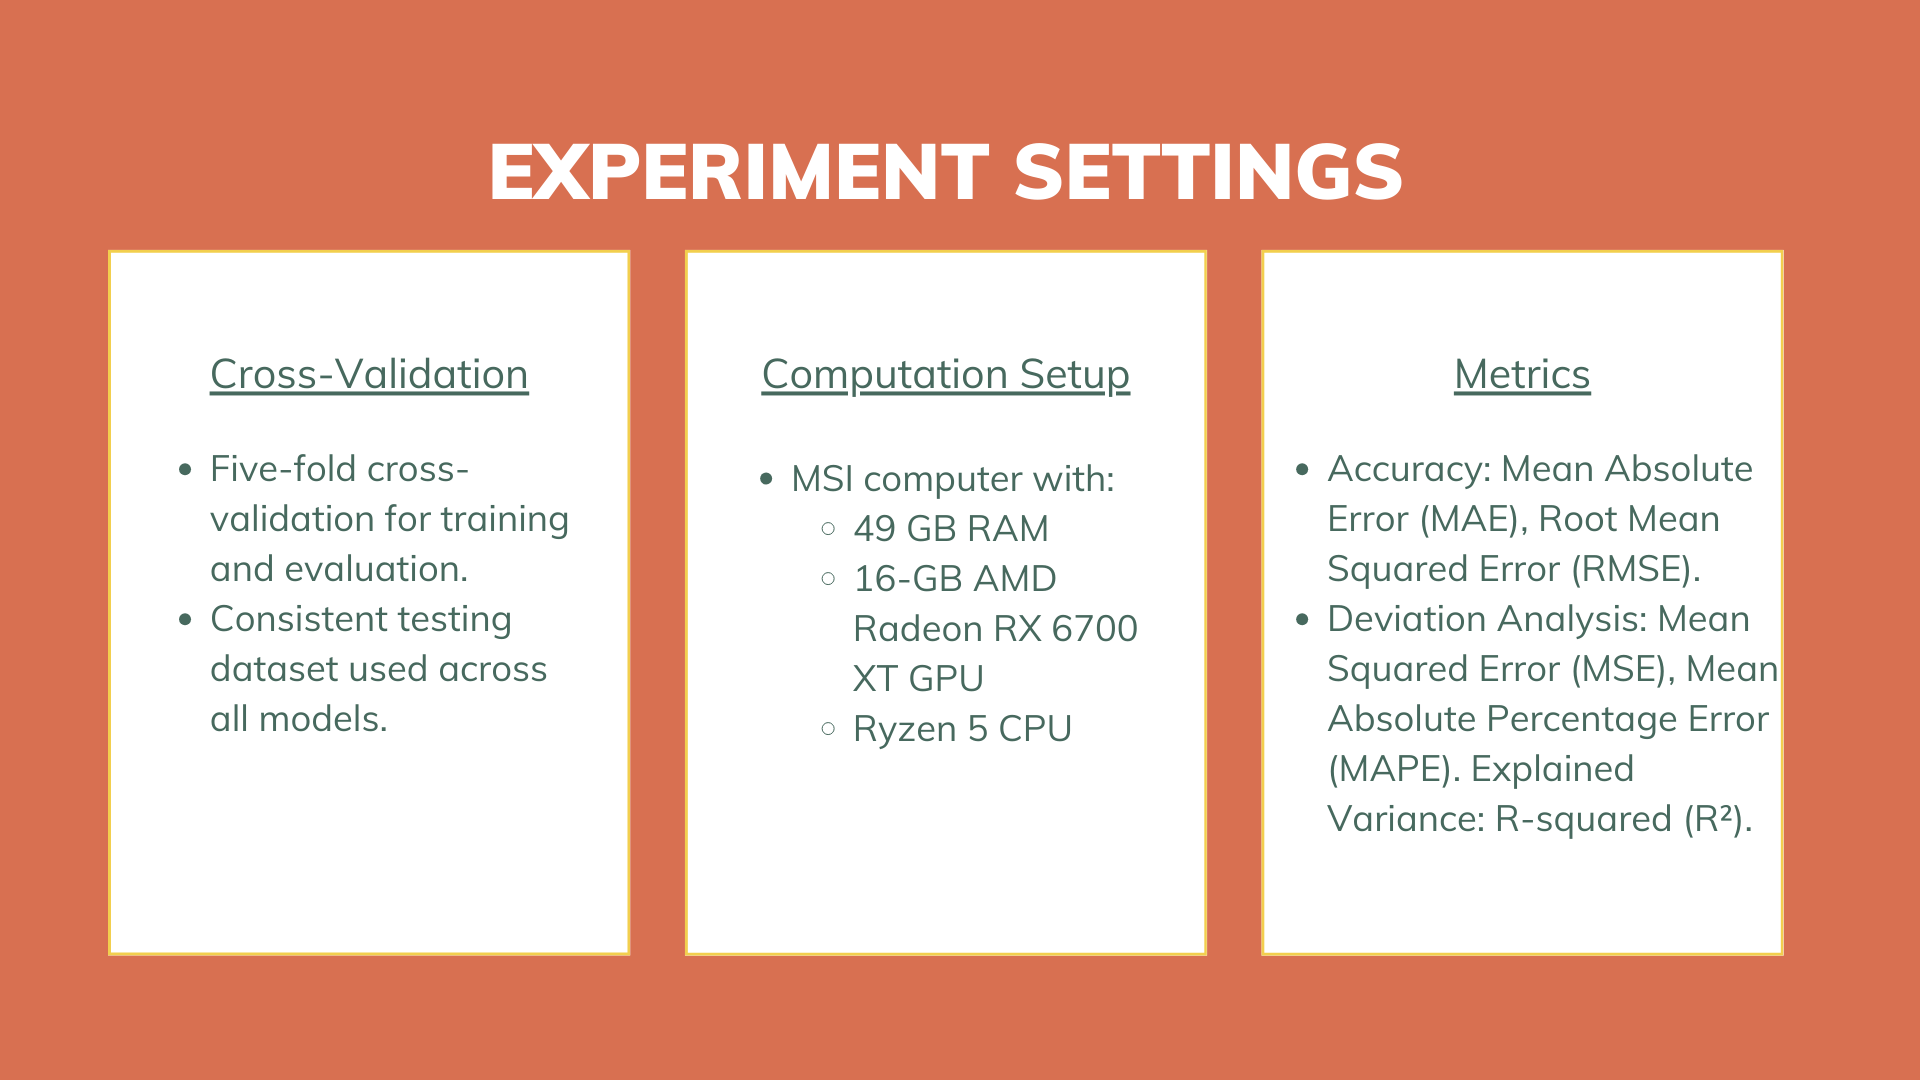 EXPERIMENT SETTINGS
Cross-Validation
• Five-fold cross-
validation for training
and evaluation.
• Consistent testing
dataset used across
all models.
Computation Setup
• MSI computer with:
○ 49 GB RAM
○ 16-GB AMD
Radeon RX 6700
XT GPU
○ Ryzen 5 CPU
Metrics
• Accuracy: Mean Absolute
Error (MAE), Root Mean
Squared Error (RMSE).
• Deviation Analysis: Mean
Squared Error (MSE), Mean
Absolute Percentage Error
(MAPE). Explained
Variance: R-squared (R²).